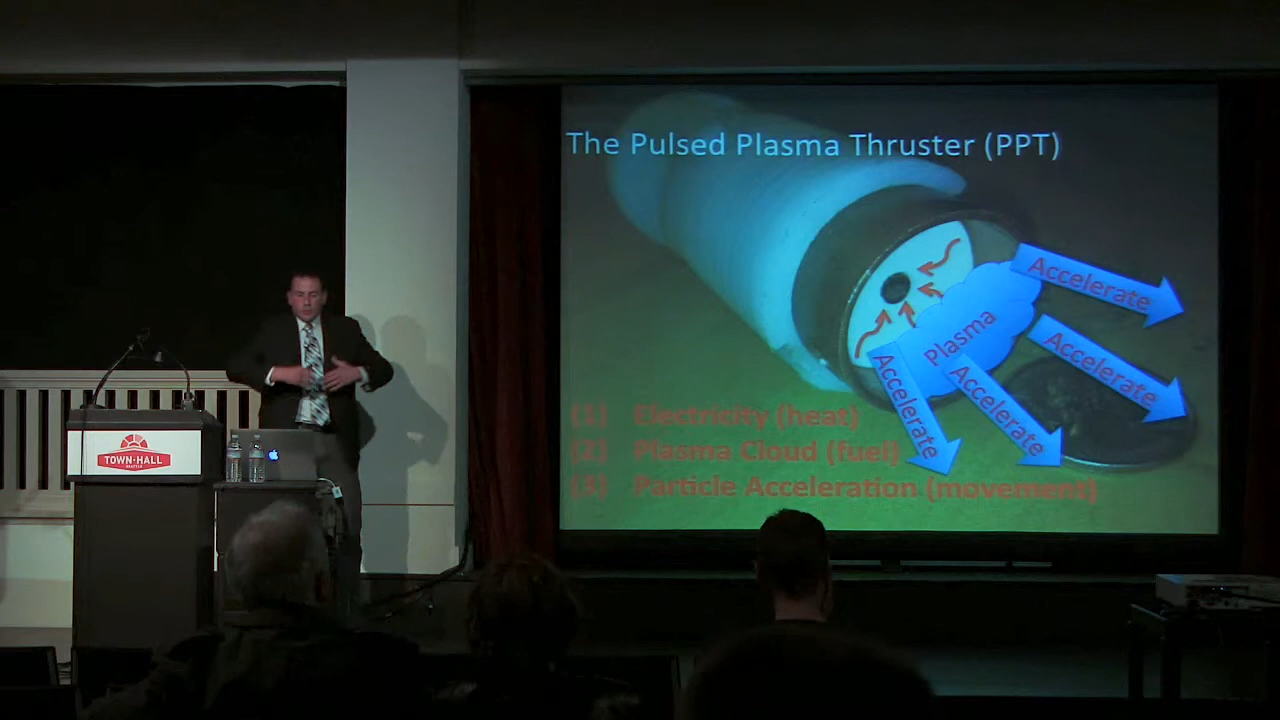 The Pulsed Plasma Thruster (PPT)
Accelerate
Plasma
Accelerate
Accelerate
Accelerate
(1) Electricity (heat)
(2) Plasma Cloud (fuel)
(3) Particle Acceleration (movement)
TOWN HALL
SEATTLE